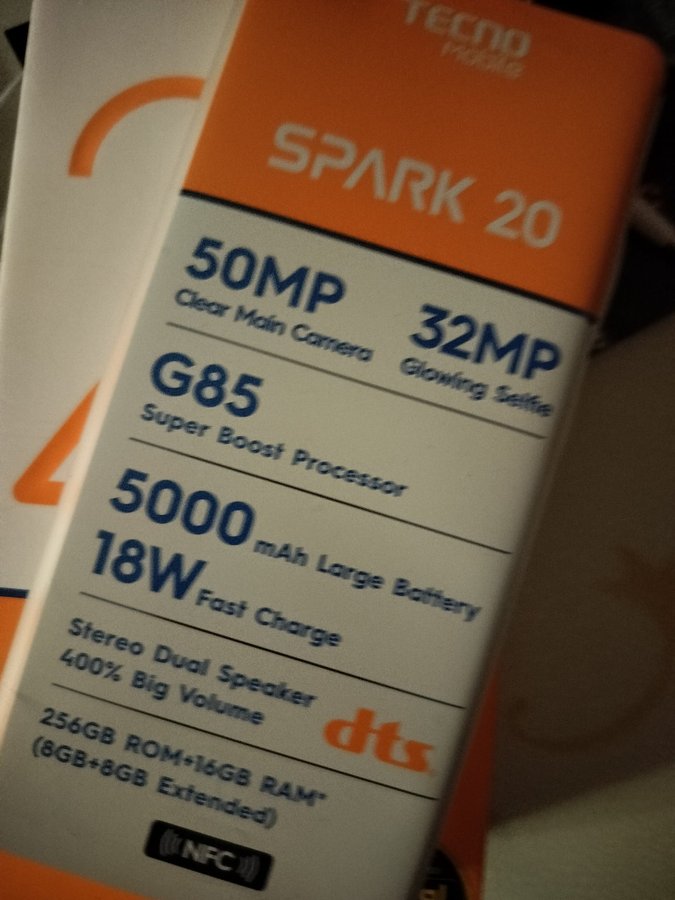 TECNO
Mobile
SPARK 20
50MP
Clear Main Camera
32MP
Glowing Selfie
G85
Super Boost Processor
5000mAh Large Battery
18W Fast Charge
Stereo Dual Speaker
400% Big Volume
dts
256GB ROM+16GB RAM*
(8GB+8GB Extended)
NFC